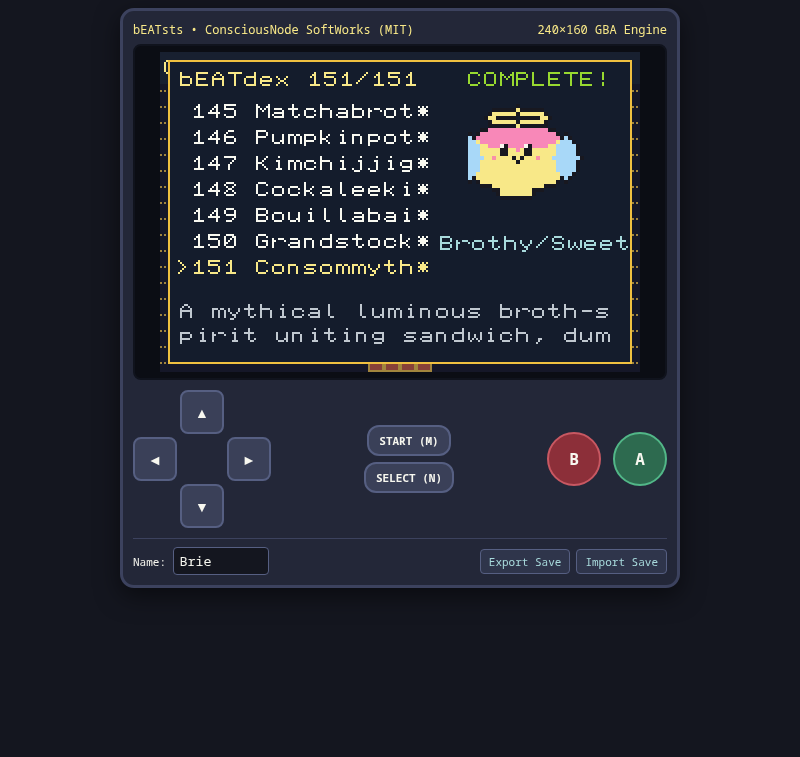 bEATsts • ConsciousNode SoftWorks (MIT) 240×160 GBA Engine
bEATdex 151/151 COMPLETE!
145 Matchabrot*
146 Pumpkinpot*
147 Kimchijjig*
148 Cockaleeki*
149 Bouillabai*
150 Grandstock* Brothy/Sweet
>151 Consommyth*
A mythical luminous broth-s
pirit uniting sandwich, dum
▲
◀ ▶
▼
START (M)
SELECT (N)
B A
Name: Brie Export Save Import Save